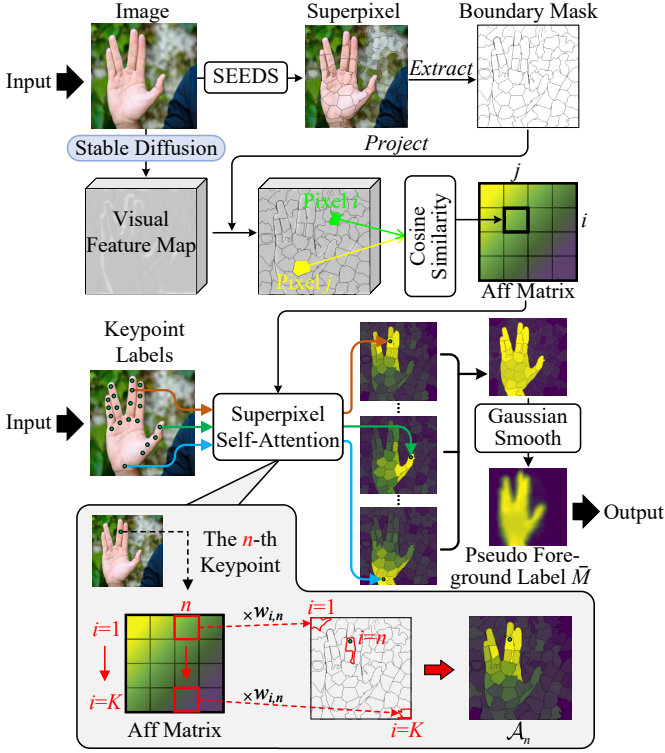 Image
Superpixel
Boundary Mask
Input
SEEDS
Extract
Stable Diffusion
Project
Visual
Feature Map
Pixel i
Pixel j
Cosine
Similarity
j
i
Aff Matrix
Keypoint
Labels
Input
Superpixel
Self-Attention
Gaussian
Smooth
Output
Pseudo Fore-
ground Label M̄
The n-th
Keypoint
n
i=1
i=K
×w_{i,n}
×w_{i,n}
Aff Matrix
i=1
i=n
i=K
𝒜_n